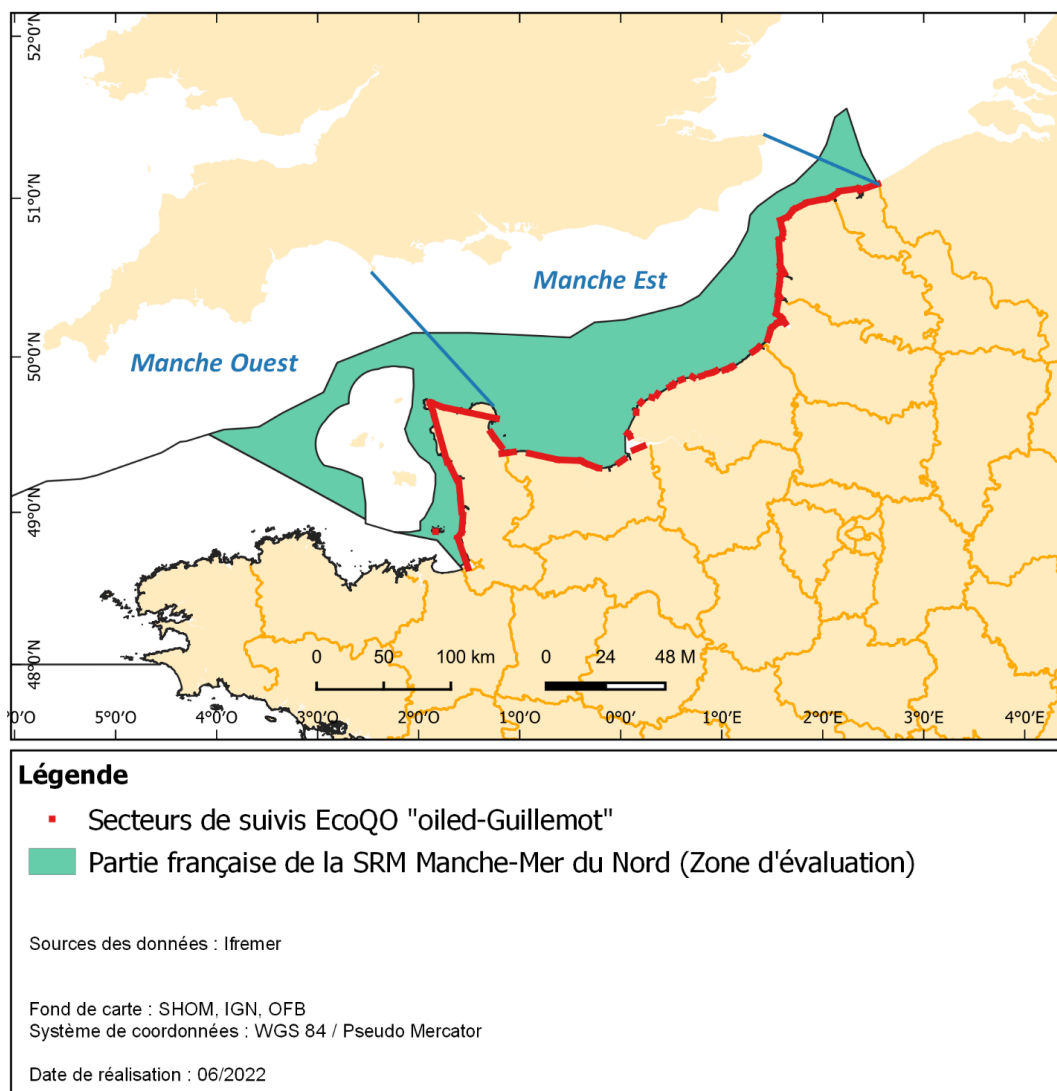 52°0'N
51°0'N
50°0'N
49°0'N
48°0'N
Manche Est
Manche Ouest
0 50 100 km
0 24 48 M
°0'O 5°0'O 4°0'O 3°0'O 2°0'O 1°0'O 0°0' 1°0'E 2°0'E 3°0'E 4°0'E
Légende
Secteurs de suivis EcoQO "oiled-Guillemot"
Partie française de la SRM Manche-Mer du Nord (Zone d'évaluation)
Sources des données : Ifremer
Fond de carte : SHOM, IGN, OFB
Système de coordonnées : WGS 84 / Pseudo Mercator
Date de réalisation : 06/2022